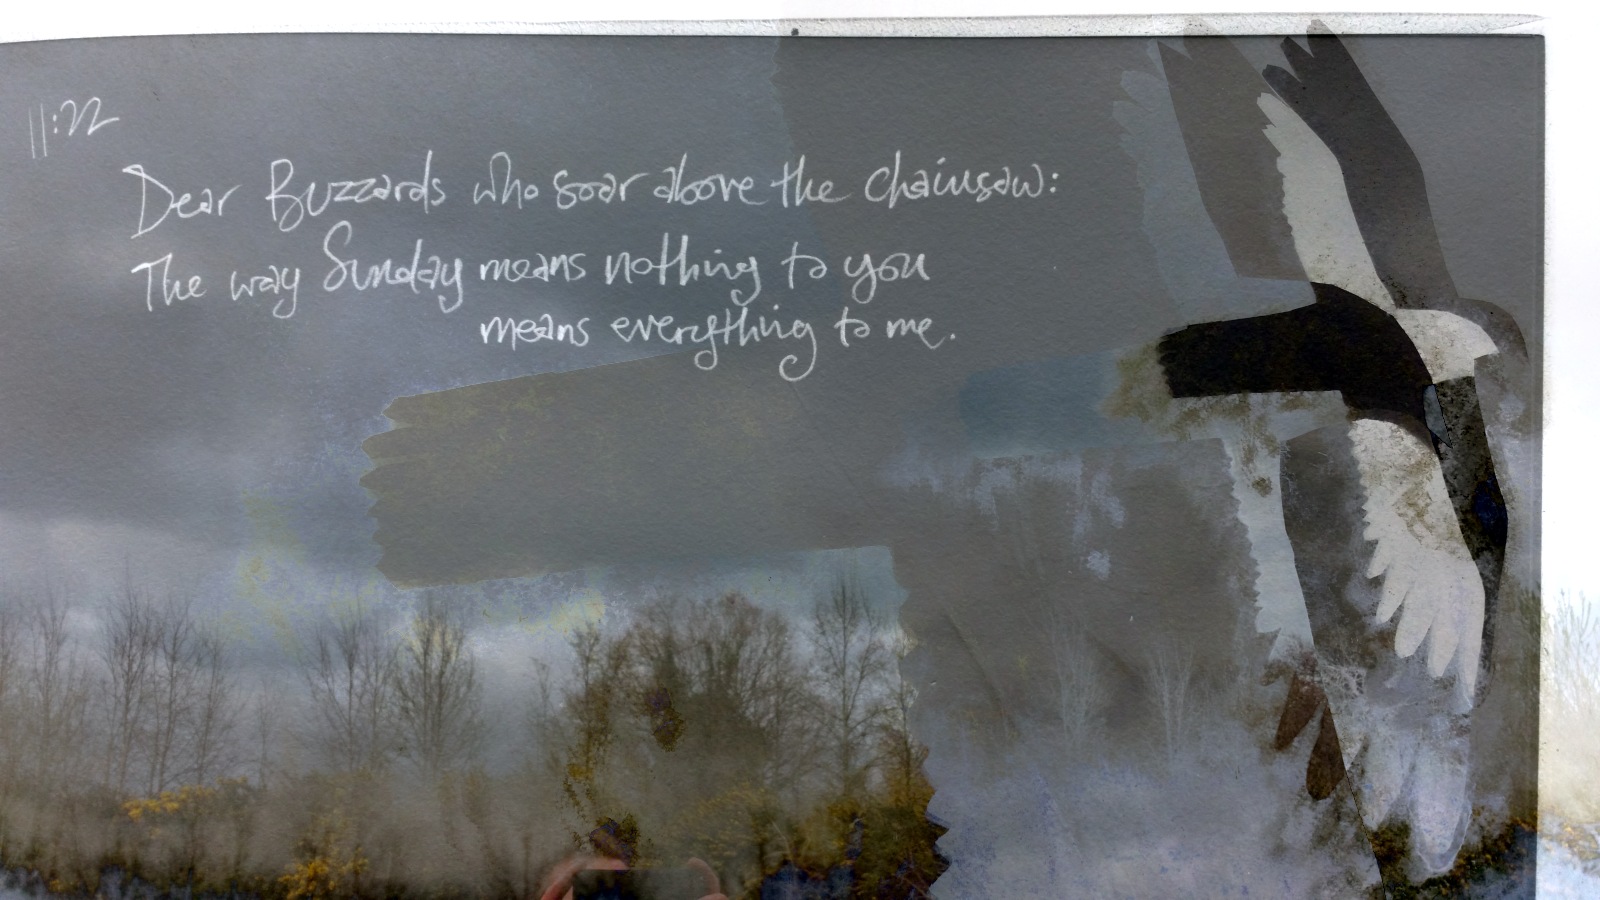 11:22
Dear Buzzards who soar above the chainsaw:
The way Sunday means nothing to you
means everything to me.